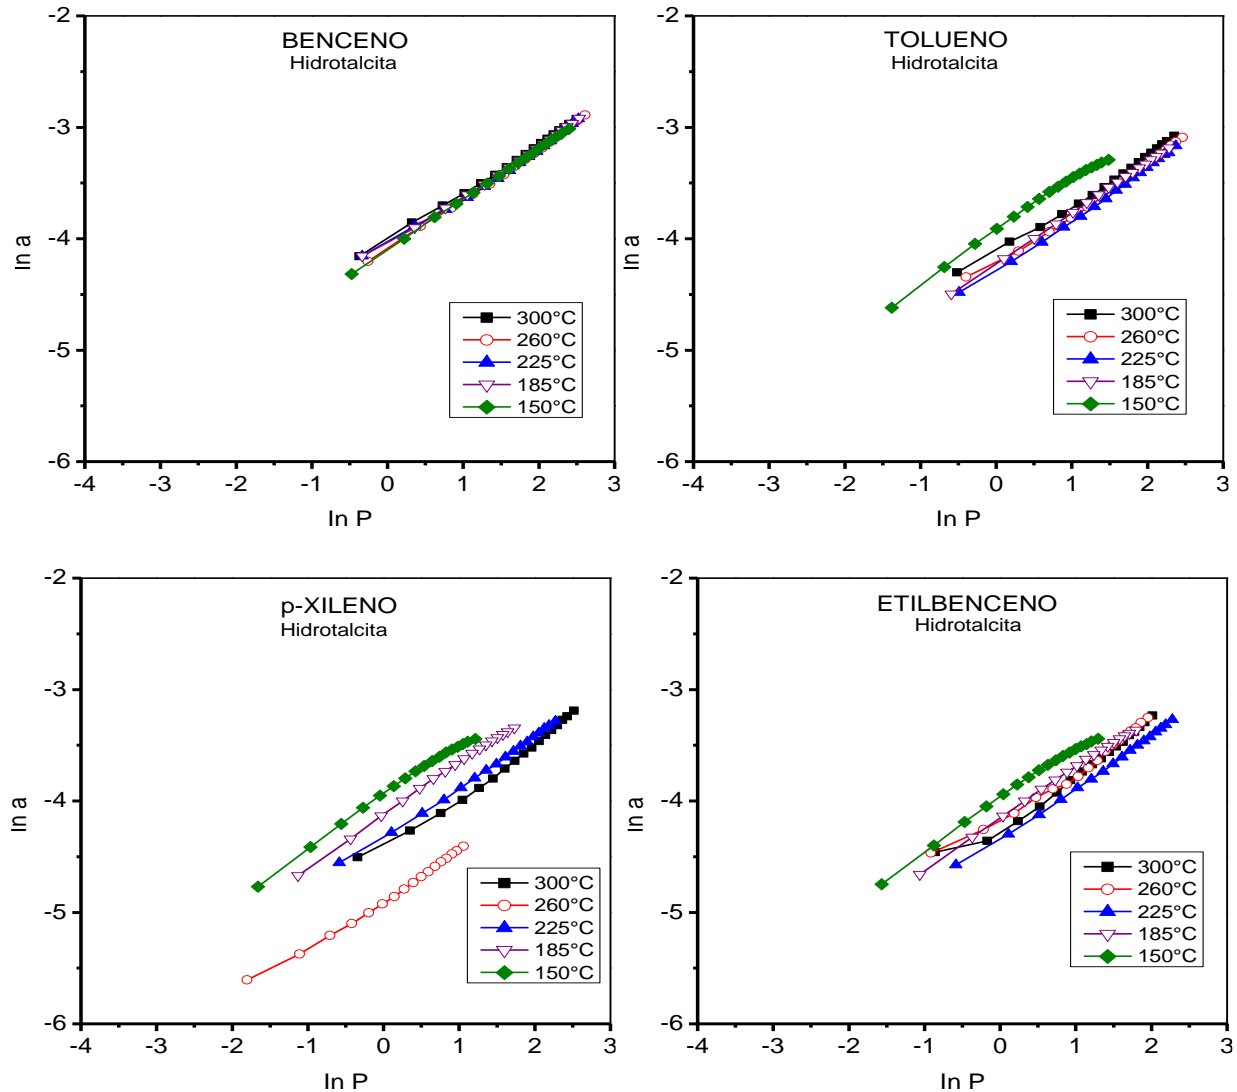 BENCENO
Hidrotalcita
-2
-3
-4
-5
-6
ln a
300°C
260°C
225°C
185°C
150°C
-4 -3 -2 -1 0 1 2 3
ln P
TOLUENO
Hidrotalcita
-2
-3
-4
-5
-6
ln a
300°C
260°C
225°C
185°C
150°C
-4 -3 -2 -1 0 1 2 3
ln P
p-XILENO
Hidrotalcita
-2
-3
-4
-5
-6
ln a
300°C
260°C
225°C
185°C
150°C
-4 -3 -2 -1 0 1 2 3
ln P
ETILBENCENO
Hidrotalcita
-2
-3
-4
-5
-6
ln a
300°C
260°C
225°C
185°C
150°C
-4 -3 -2 -1 0 1 2 3
ln P